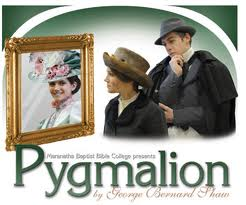 Maranatha Baptist Bible College presents
Pygmalion
by George Bernard Shaw